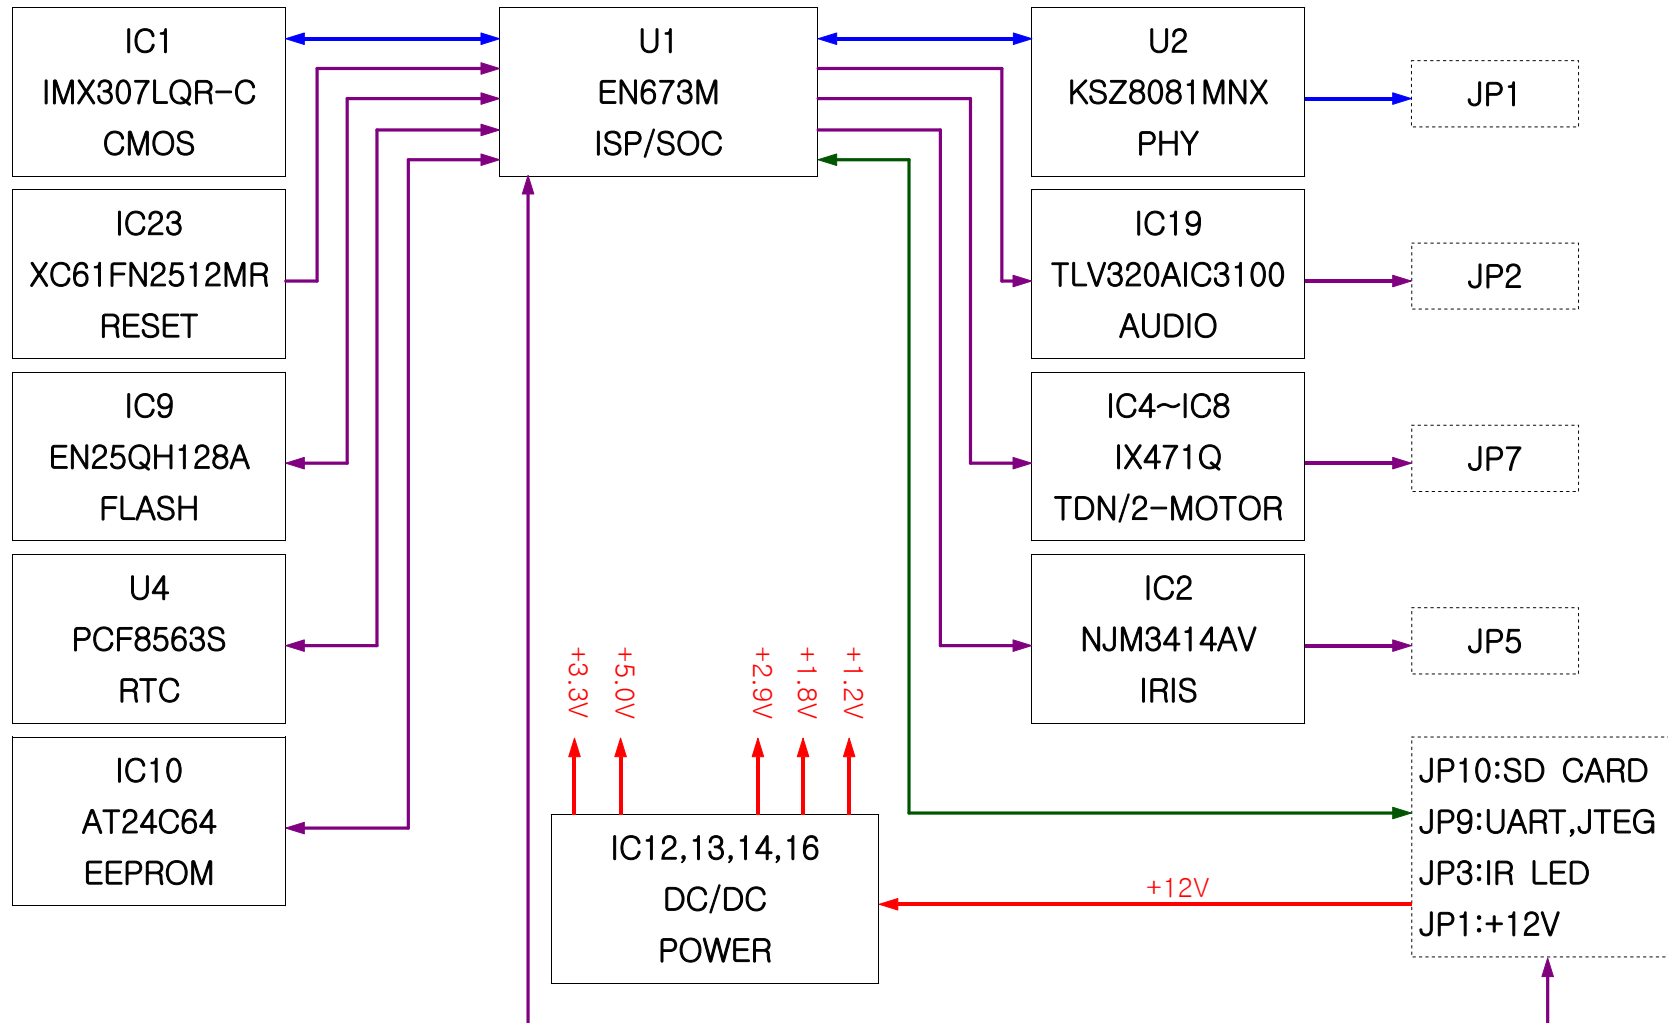 IC1
IMX307LQR-C
CMOS
IC23
XC61FN2512MR
RESET
IC9
EN25QH128A
FLASH
U4
PCF8563S
RTC
IC10
AT24C64
EEPROM
U1
EN673M
ISP/SOC
+3.3V
+5.0V
+2.9V
+1.8V
+1.2V
IC12,13,14,16
DC/DC
POWER
U2
KSZ8081MNX
PHY
IC19
TLV320AIC3100
AUDIO
IC4~IC8
IX471Q
TDN/2-MOTOR
IC2
NJM3414AV
IRIS
+12V
JP1
JP2
JP7
JP5
JP10:SD CARD
JP9:UART,JTEG
JP3:IR LED
JP1:+12V